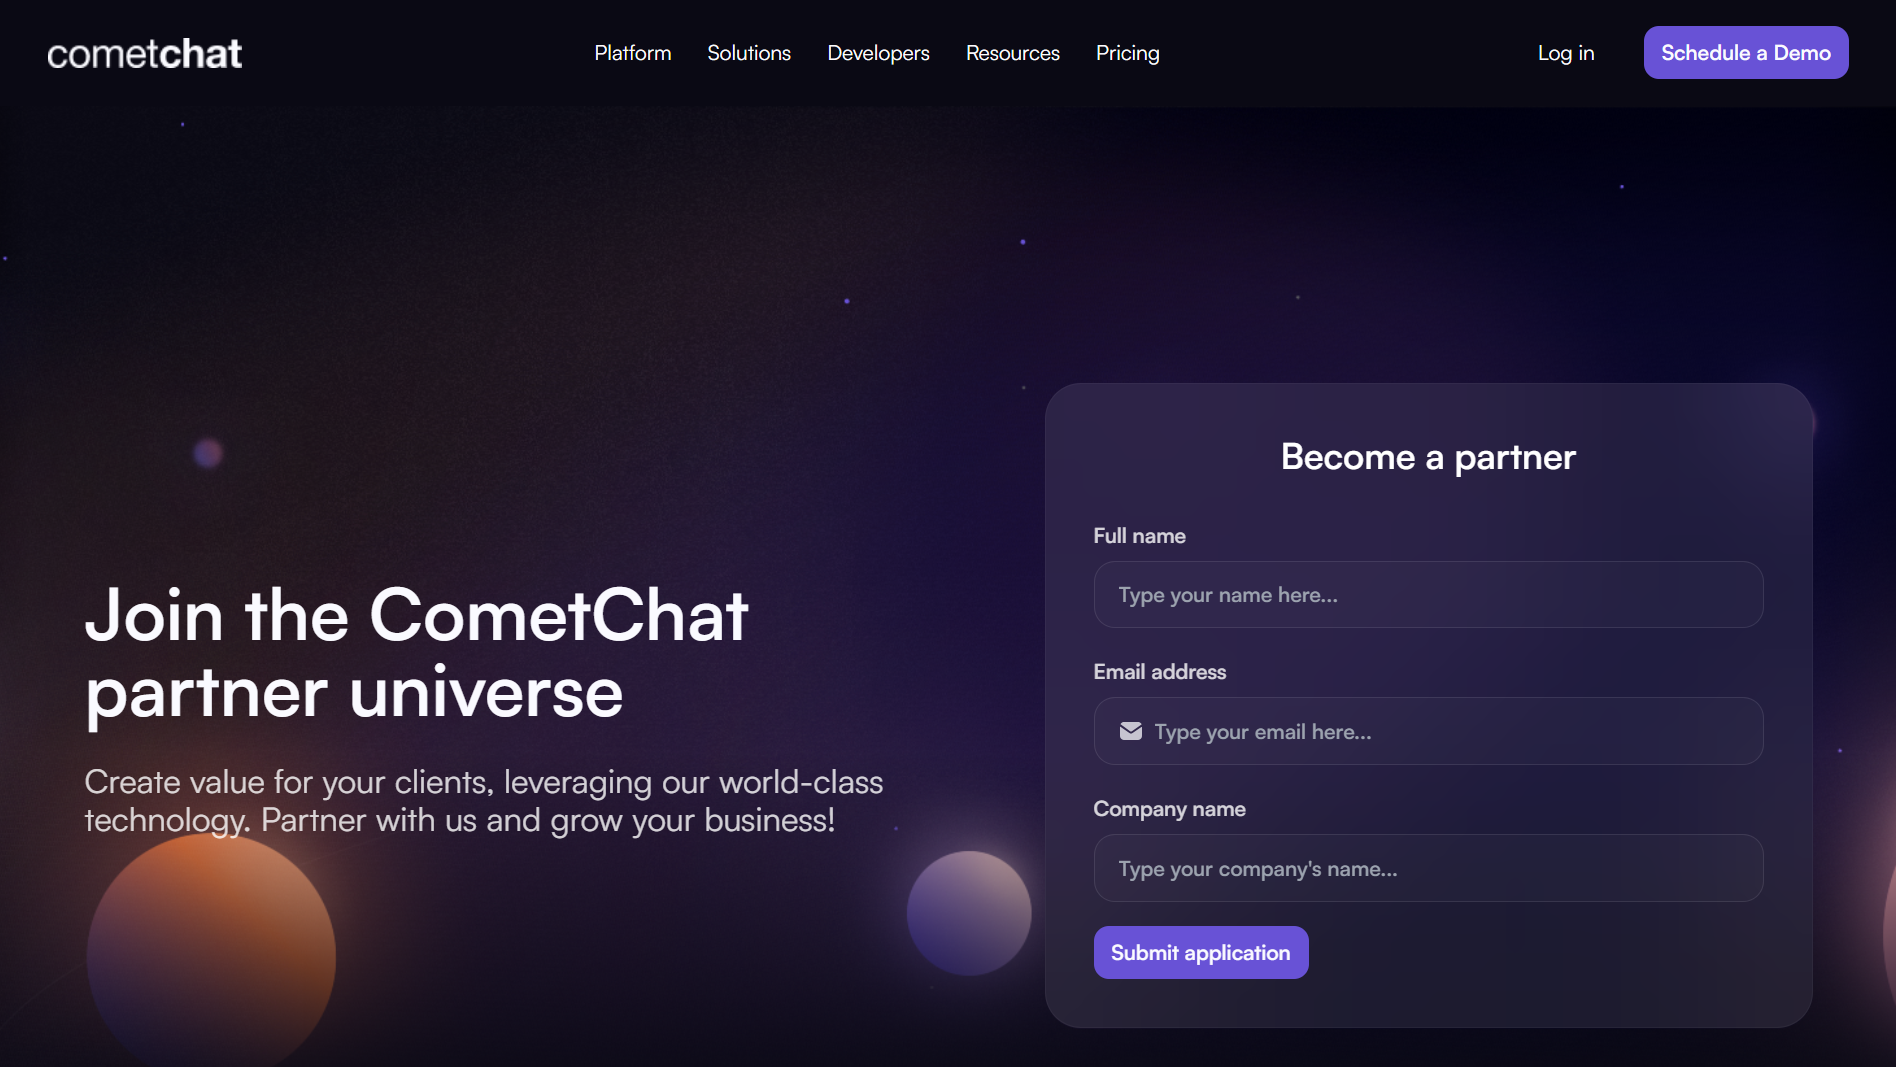 cometchat
Platform
Solutions
Developers
Resources
Pricing
Log in
Schedule a Demo
Join the CometChat
partner universe
Create value for your clients, leveraging our world-class
technology. Partner with us and grow your business!
Become a partner
Full name
Type your name here...
Email address
Type your email here...
Company name
Type your company's name...
Submit application